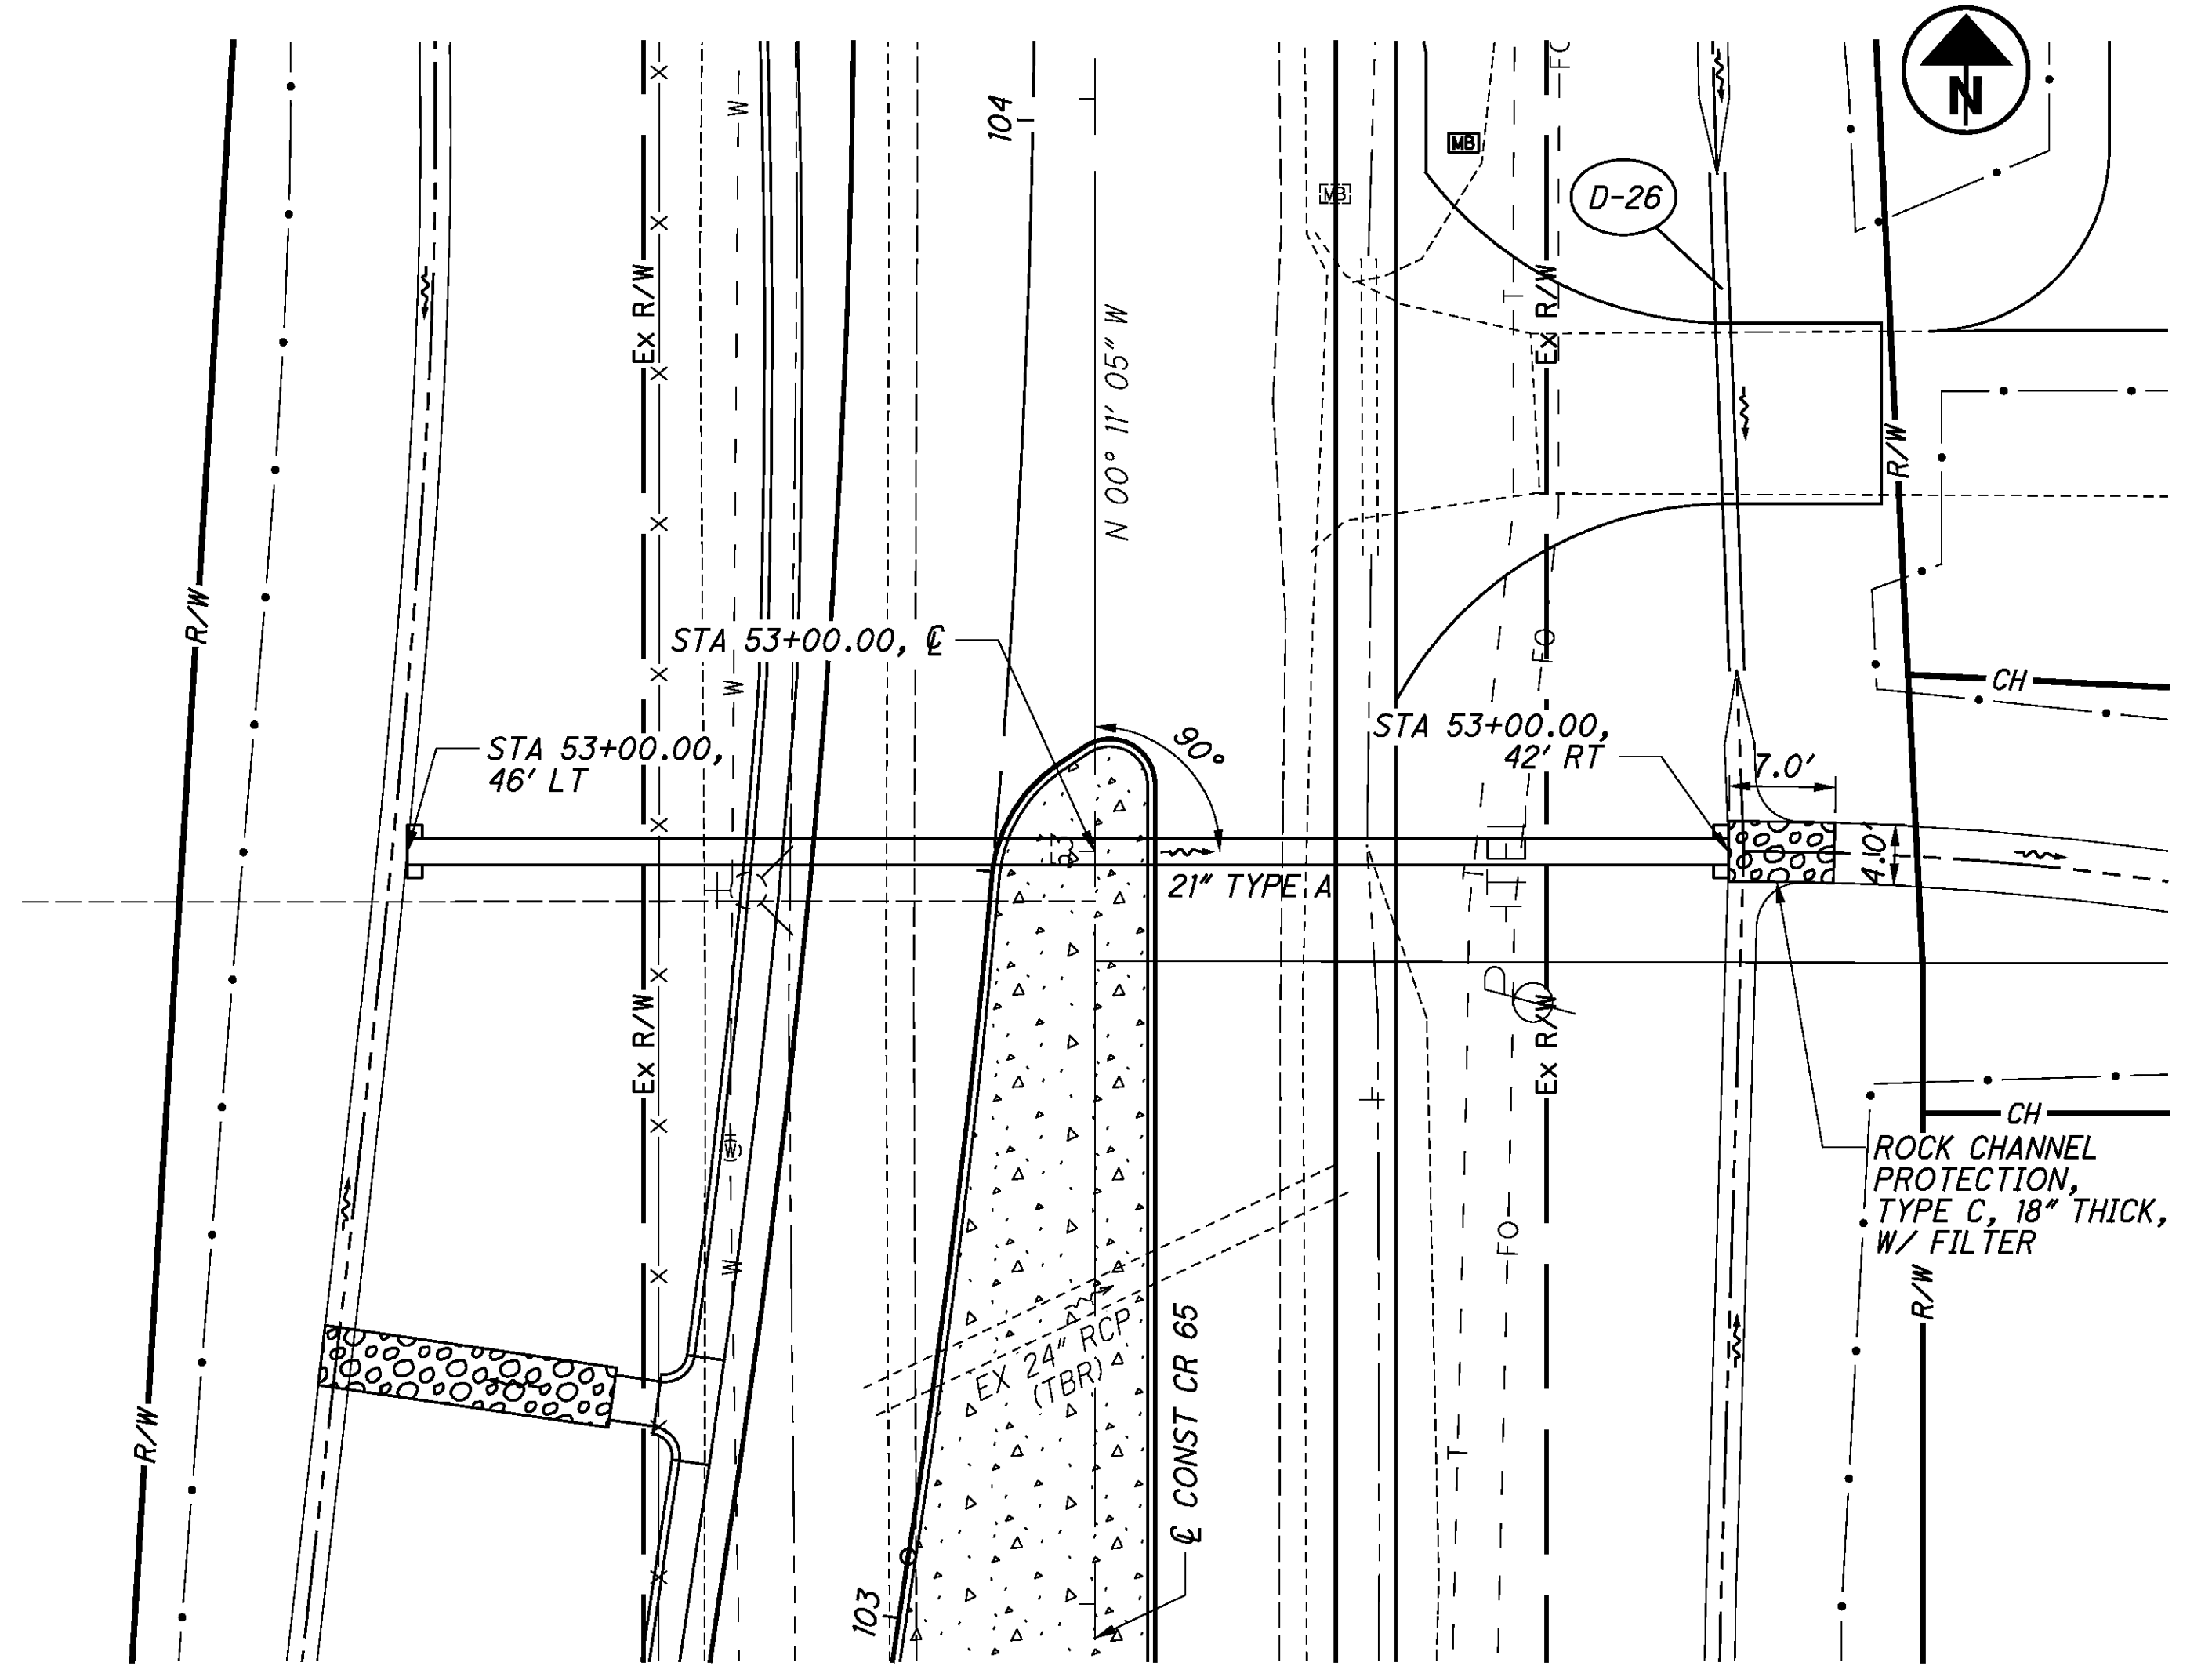 N
104
MB
MB
FO
D-26
W
Ex R/W
Ex R/W
T
N 00° 11' 05" W
R/W
R/W
FO
STA 53+00.00, ℄
CH
W
STA 53+00.00,
42' RT
90°
STA 53+00.00,
46' LT
7.0'
4.0'
53
21" TYPE A
T
Ex R/W
Ex R/W
CH
W
ROCK CHANNEL
PROTECTION,
TYPE C, 18" THICK,
W/ FILTER
FO
W
R/W
EX 24" RCP
(TBR)
℄ CONST CR 65
R/W
T
103